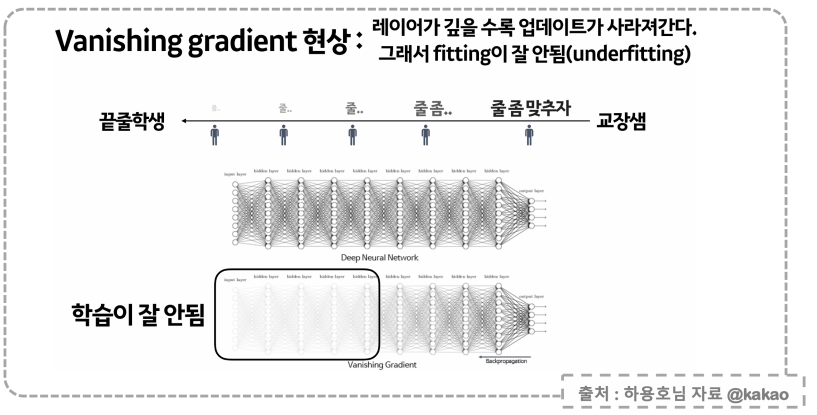 Vanishing gradient 현상 :
레이어가 깊을 수록 업데이트가 사라져간다.
그래서 fitting이 잘 안됨(underfitting)
끝줄학생
줄..
줄..
줄 좀..
줄 좀 맞추자
교장샘
input layer
hidden layer hidden layer hidden layer hidden layer hidden layer hidden layer hidden layer hidden layer
output layer
Deep Neural Network
input layer
hidden layer hidden layer hidden layer hidden layer hidden layer hidden layer hidden layer hidden layer
output layer
학습이 잘 안됨
Backpropagation
Vanishing Gradient
출처 : 하용호님 자료 @kakao